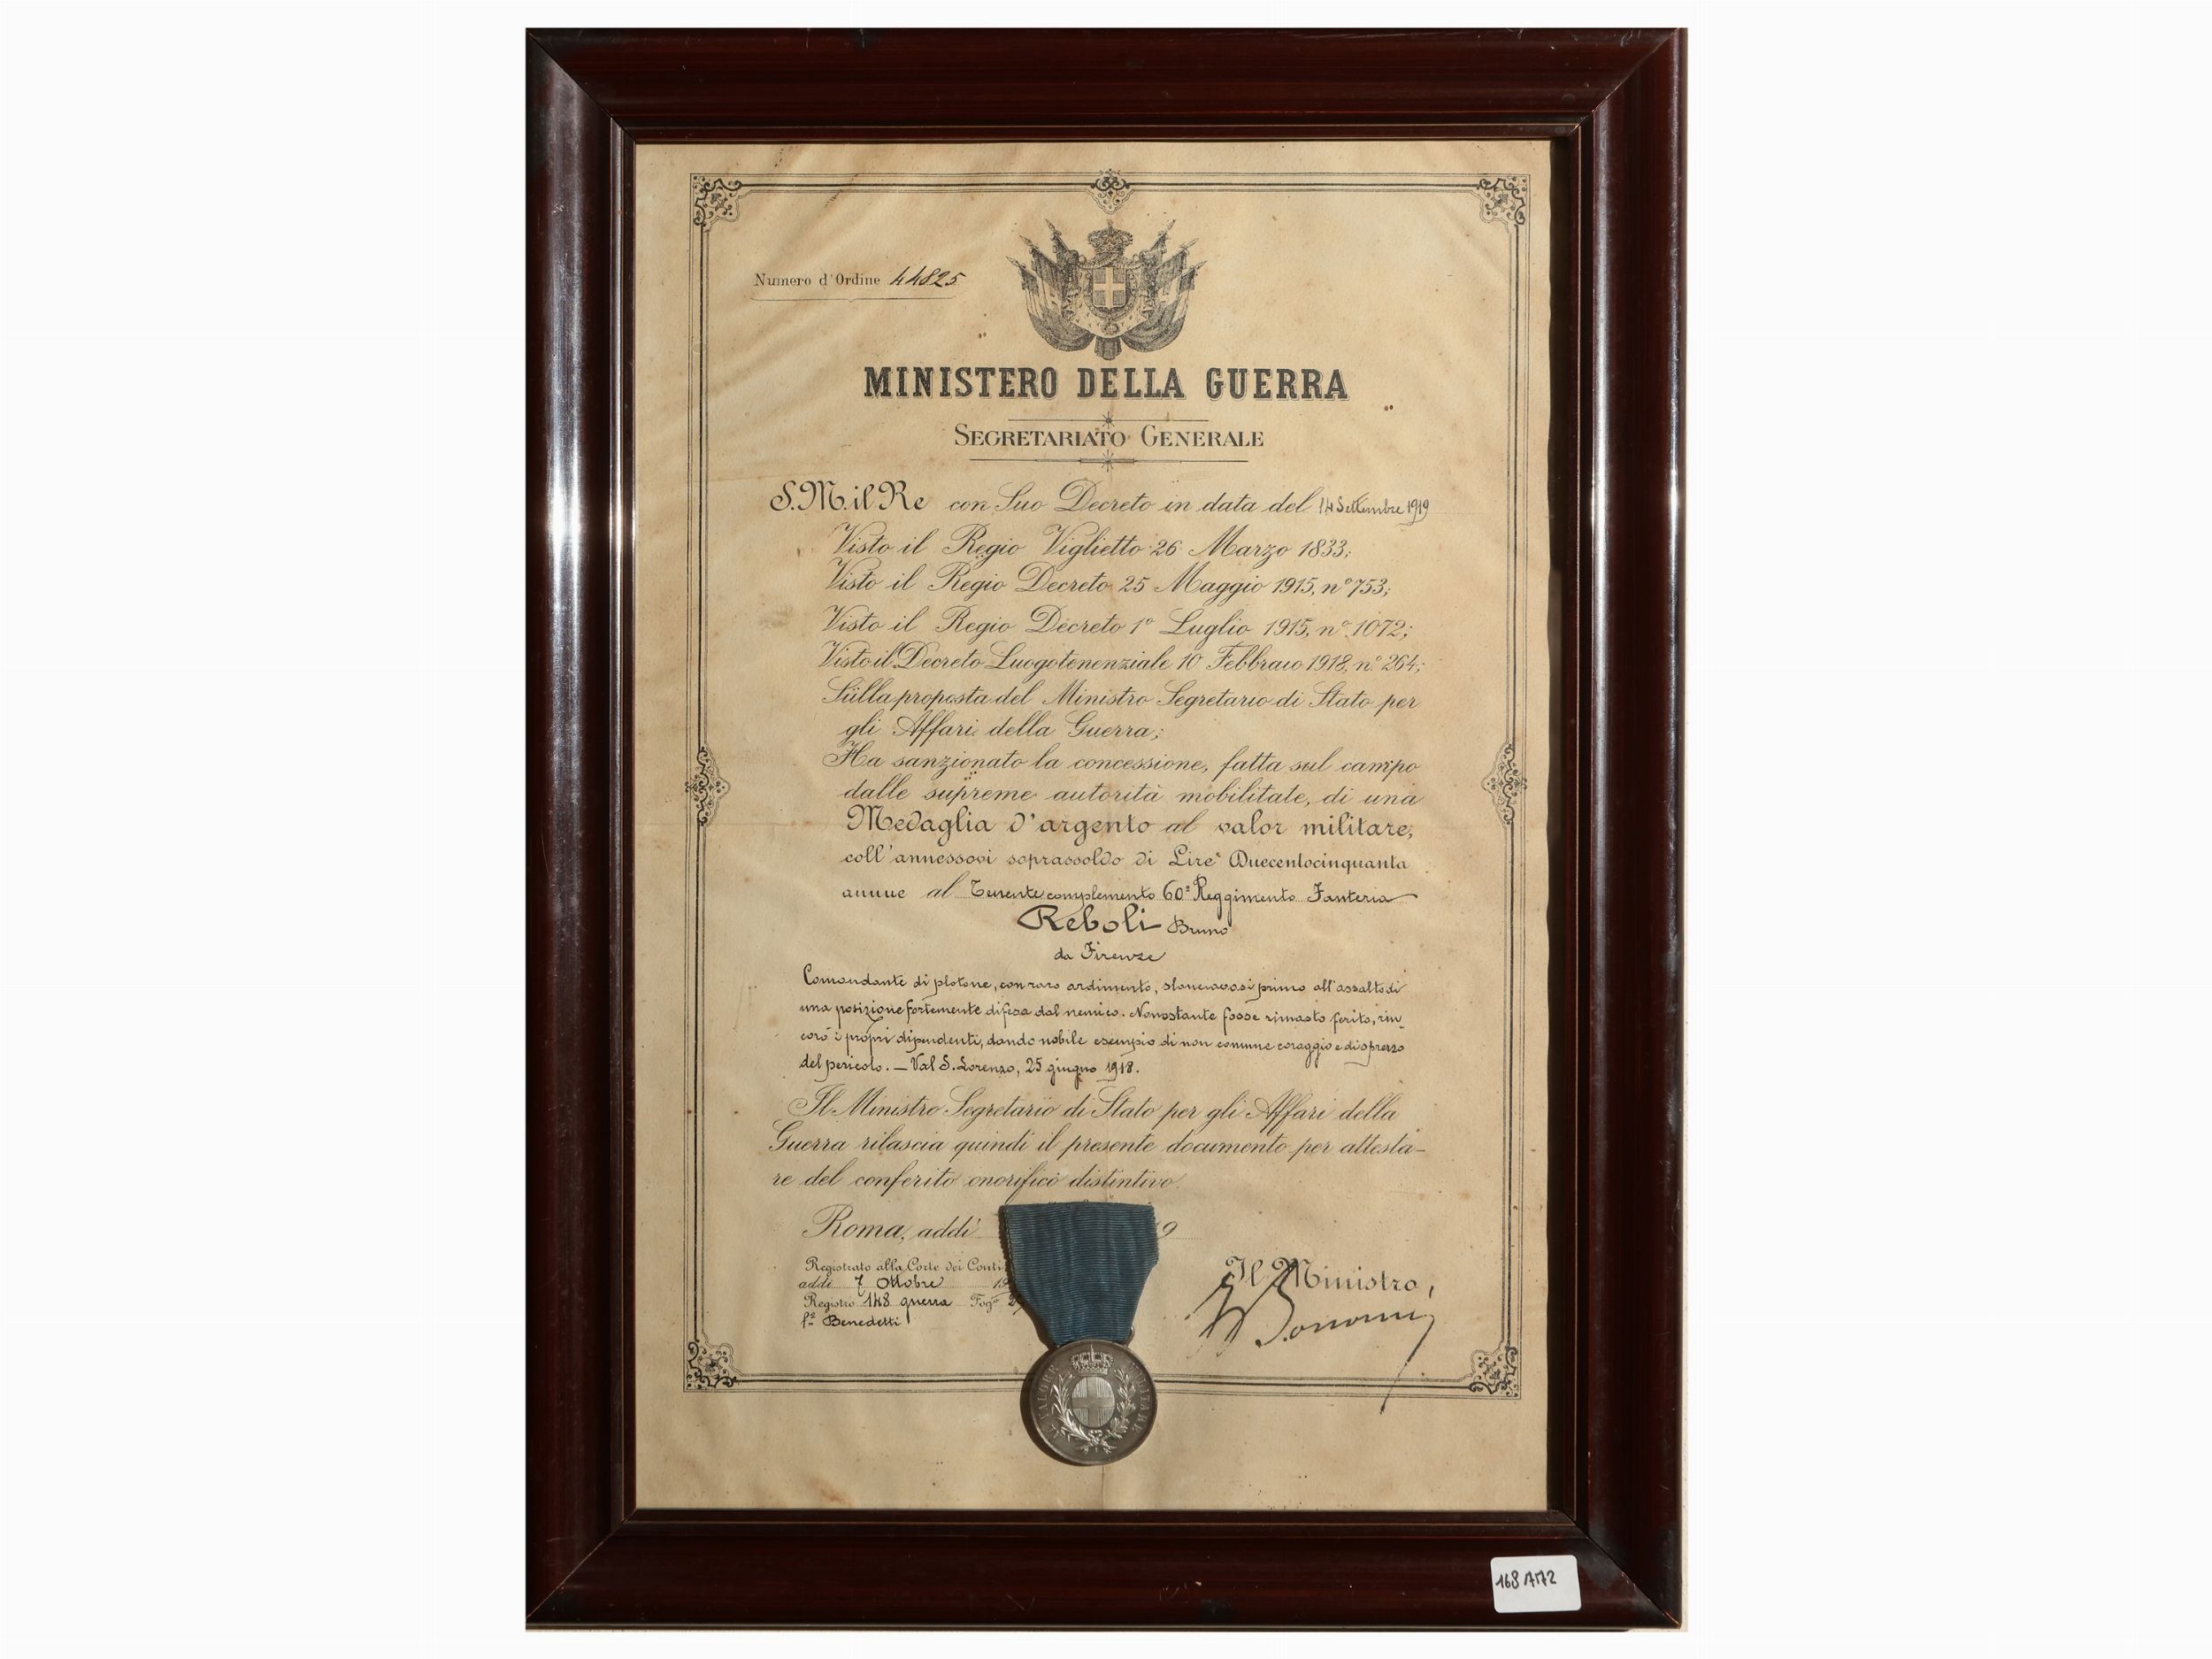 Numero d'Ordine 44825
MINISTERO DELLA GUERRA
SEGRETARIATO GENERALE
S.M. il Re con Suo Decreto in data del 14 Settembre 1919
Visto il Regio Viglietto 26 Marzo 1833;
Visto il Regio Decreto 25 Maggio 1915, n° 753;
Visto il Regio Decreto 1° Luglio 1915, n° 1072;
Visto il Decreto Luogotenenziale 10 Febbraio 1918, n° 264;
Sulla proposta del Ministro Segretario di Stato per
gli Affari della Guerra;
Ha sanzionato la concessione, fatta sul campo
dalle supreme autorità mobilitate, di una
Medaglia d'argento al valor militare,
coll'annessovi soprassoldo di Lire Duecentocinquanta
annue al Tenente complemento 60° Reggimento Fanteria
Reboli Bruno
da Firenze
Comandante di plotone, con raro ardimento, slanciavasi primo all'assalto di
una posizione fortemente difesa dal nemico. Nonostante fosse rimasto ferito, rin-
corò i propri dipendenti, dando nobile esempio di non comune coraggio e disprezzo
del pericolo. — Val S. Lorenzo, 25 giugno 1918.
Il Ministro Segretario di Stato per gli Affari della
Guerra rilascia quindi il presente documento per attesta-
re del conferito onorifico distintivo.
Roma, addì 9
Registrato alla Corte dei Conti
addì 7 Ottobre 19
Registro 148 guerra Fog° 2
f° Benedetti
Il Ministro,
Bonomi
AL VALORE MILITARE
168 A172